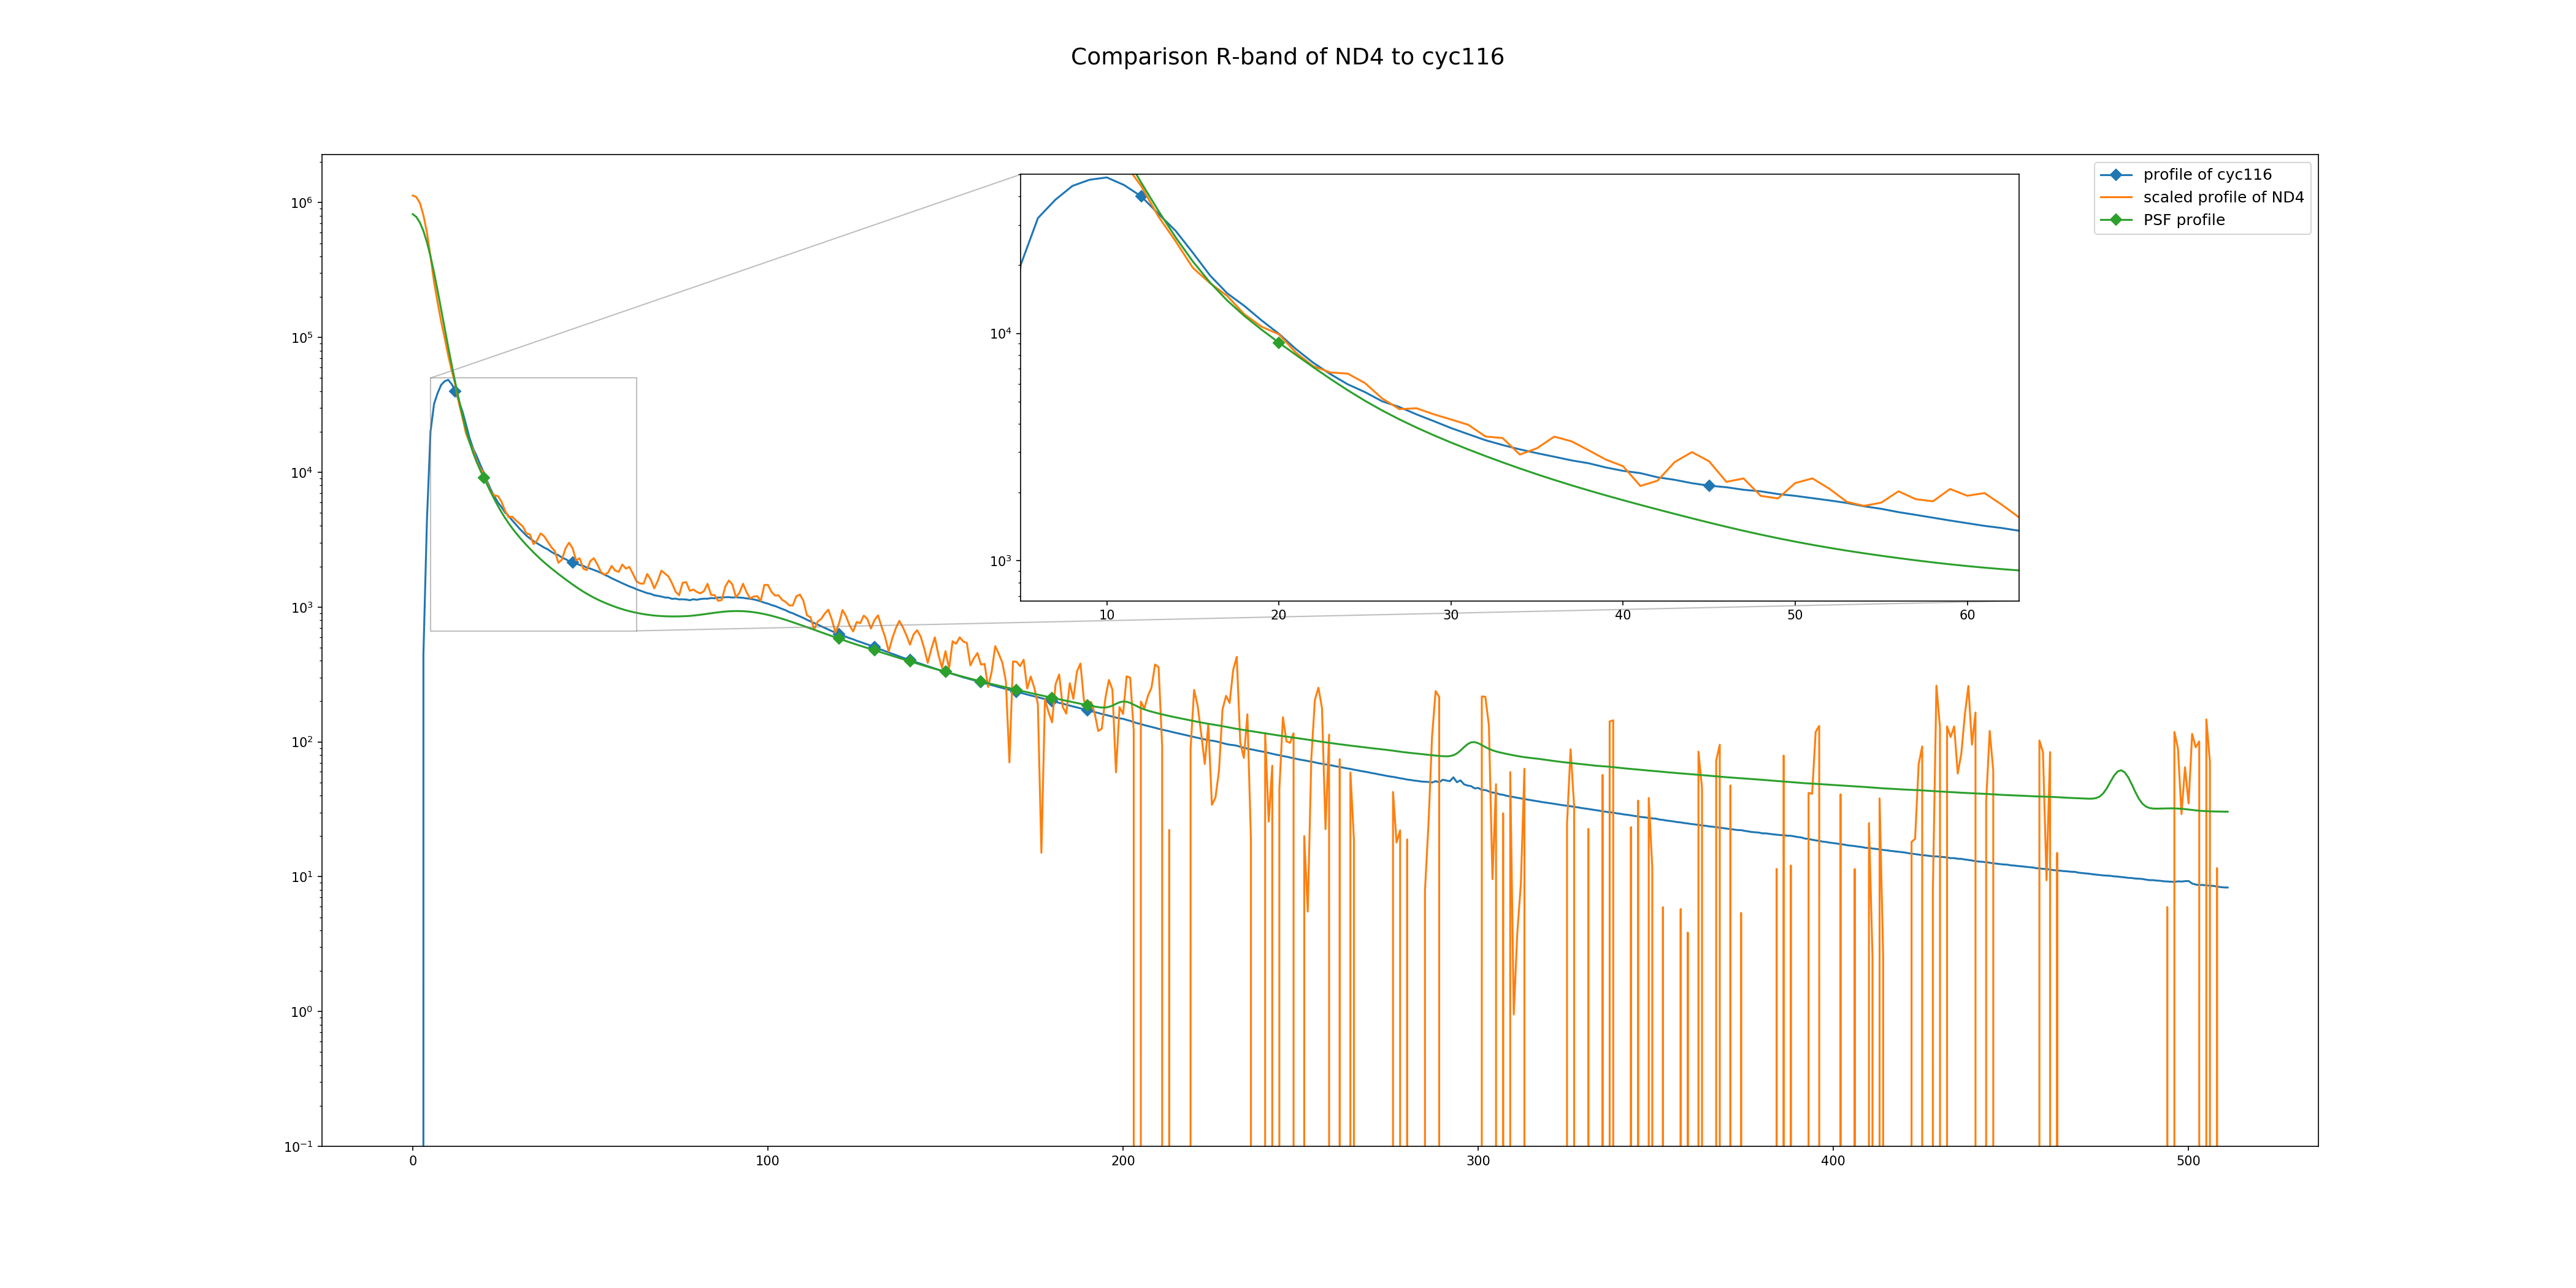 Comparison R-band of ND4 to cyc116
profile of cyc116
scaled profile of ND4
PSF profile
10⁶
10⁵
10⁴
10³
10²
10¹
10⁰
10⁻¹
0 100 200 300 400 500
10⁴
10³
10 20 30 40 50 60